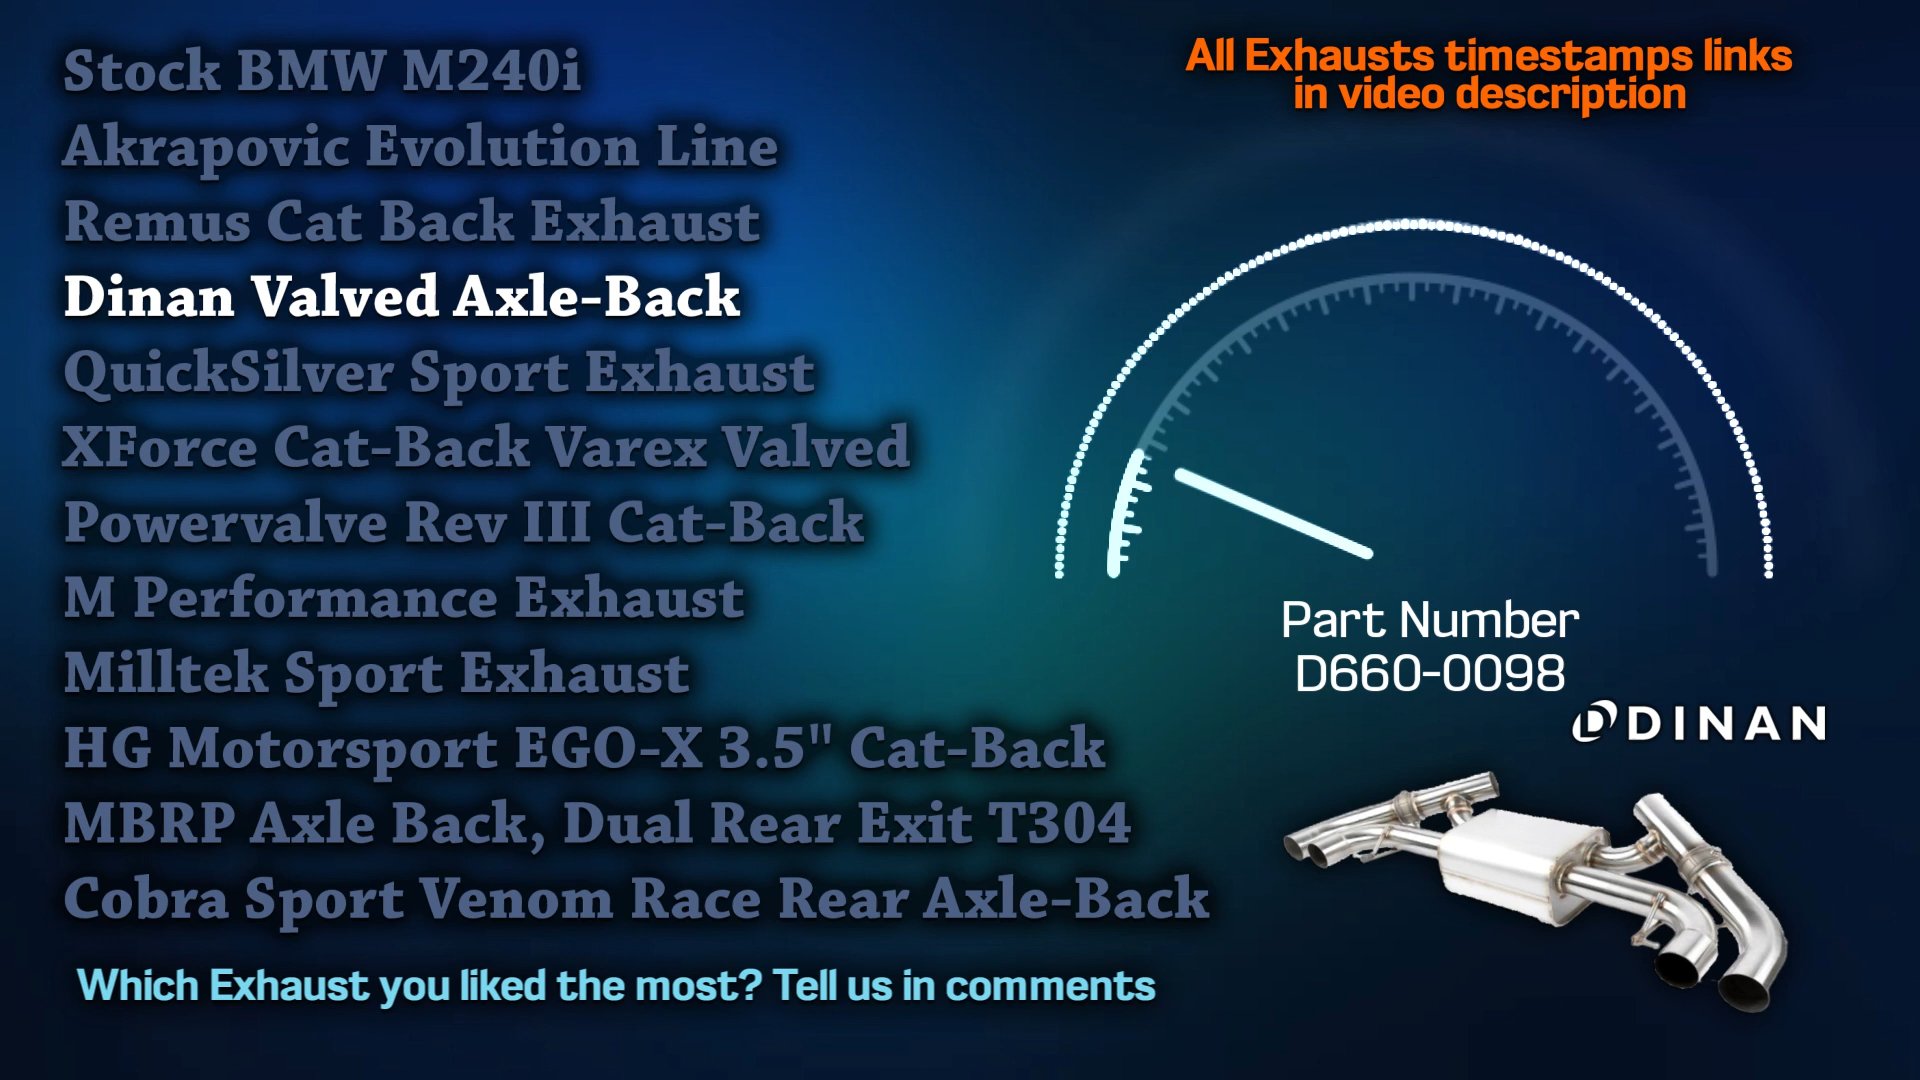 Stock BMW M240i
Akrapovic Evolution Line
Remus Cat Back Exhaust
Dinan Valved Axle-Back
QuickSilver Sport Exhaust
XForce Cat-Back Varex Valved
Powervalve Rev III Cat-Back
M Performance Exhaust
Milltek Sport Exhaust
HG Motorsport EGO-X 3.5" Cat-Back
MBRP Axle Back, Dual Rear Exit T304
Cobra Sport Venom Race Rear Axle-Back
Which Exhaust you liked the most? Tell us in comments
All Exhausts timestamps links
in video description
Part Number
D660-0098
DINAN